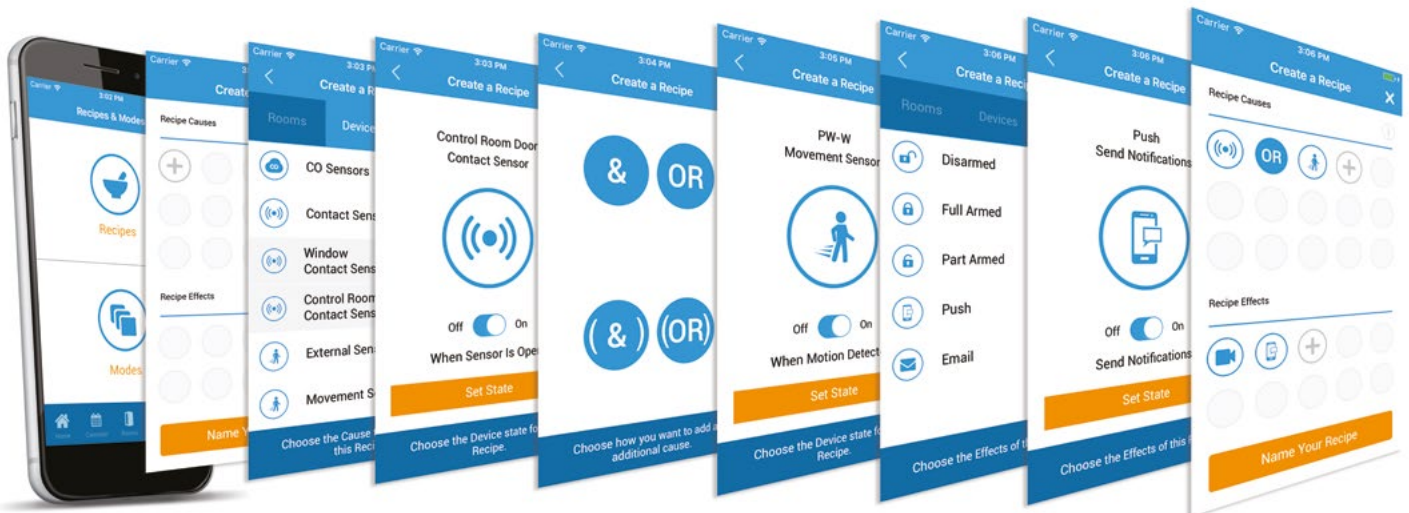 Carrier
3:02 PM
Recipes & Modes
Recipes
Modes
Carrier
Create
Recipe Causes
Recipe Effects
Name Y
Carrier
3:03 PM
Create a R
Rooms
Device
CO Sensors
Contact Sens
Window
Contact Sens
Control Room
Contact Sens
External Sens
Movement S
Choose the Cause
this Reci
Carrier
3:03 PM
Create a Recipe
Control Room Door
Contact Sensor
Off
On
When Sensor Is Ope
Set State
Choose the Device state fo
Recipe.
Carrier
3:04 PM
Create a Recipe
&
OR
( & )
(OR)
Choose how you want to add a
additional cause.
Carrier
3:05 PM
Create a Recipe
PW-W
Movement Sensor
Off
On
When Motion Detect
Set State
Choose the Device state fo
Recipe.
Carrier
3:06 PM
Create a Reci
Rooms
Devices
Disarmed
Full Armed
Part Armed
Push
Email
Choose the Effects of th
Carrier
3:06 PM
Create a Recipe
Push
Send Notifications
Off
On
Send Notifications
Set State
Choose the Effects of this R
Carrier
3:06 PM
Create a Recipe
X
Recipe Causes
OR
Recipe Effects
Name Your Recipe